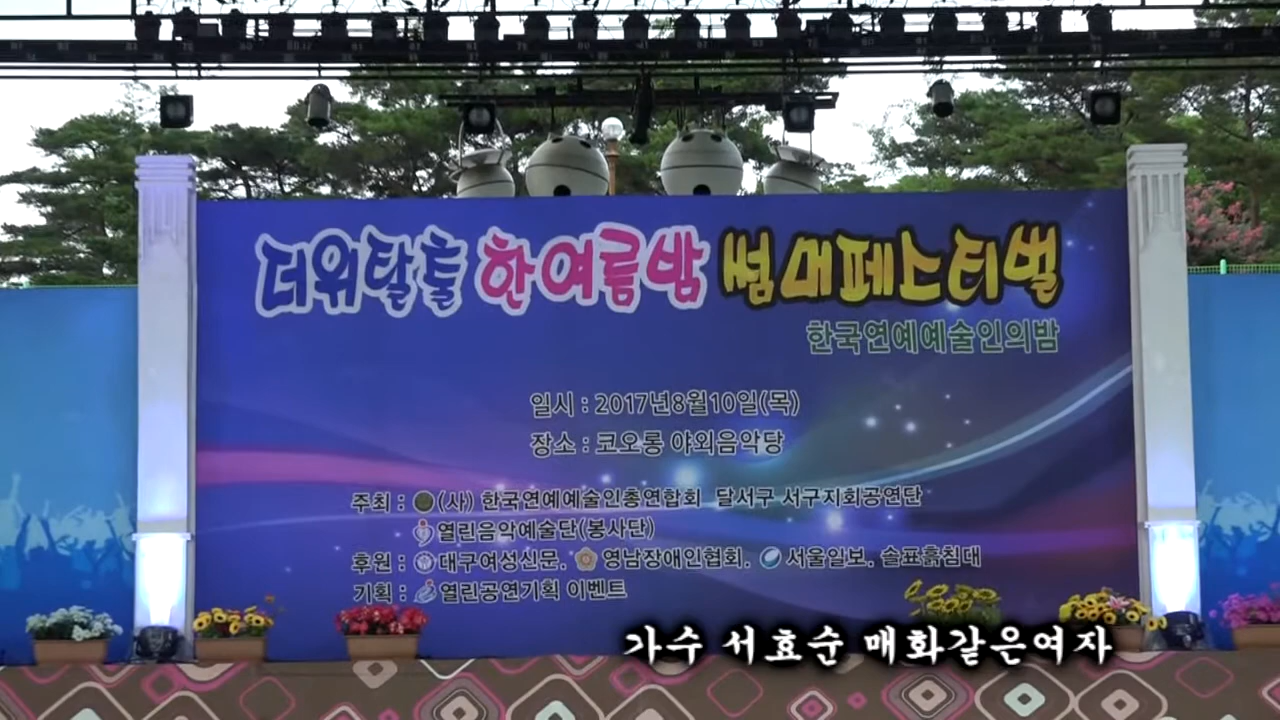 더위탈출 한여름밤 썸머페스티벌
한국연예예술인의밤
일시 : 2017년8월10일(목)
장소 : 코오롱 야외음악당
주최 : (사) 한국연예예술인총연합회 달서구 서구지회공연단
열린음악예술단(봉사단)
후원 : 대구여성신문. 영남장애인협회. 서울일보. 슬표흙침대
기획 : 열린공연기획 이벤트
가수 서효순 매화같은여자